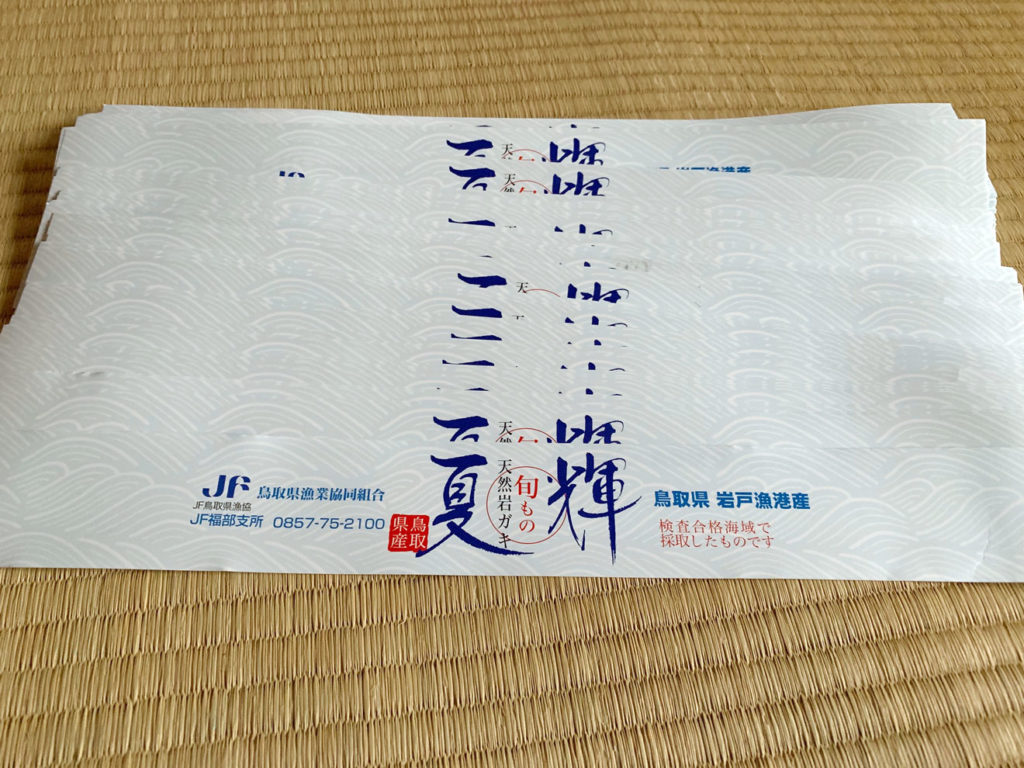 JF 鳥取県漁業協同組合
JF鳥取県漁協
JF福部支所 0857-75-2100
鳥取
県産
夏
天然岩ガキ
旬もの
輝
鳥取県 岩戸漁港産
検査合格海域で
採取したものです